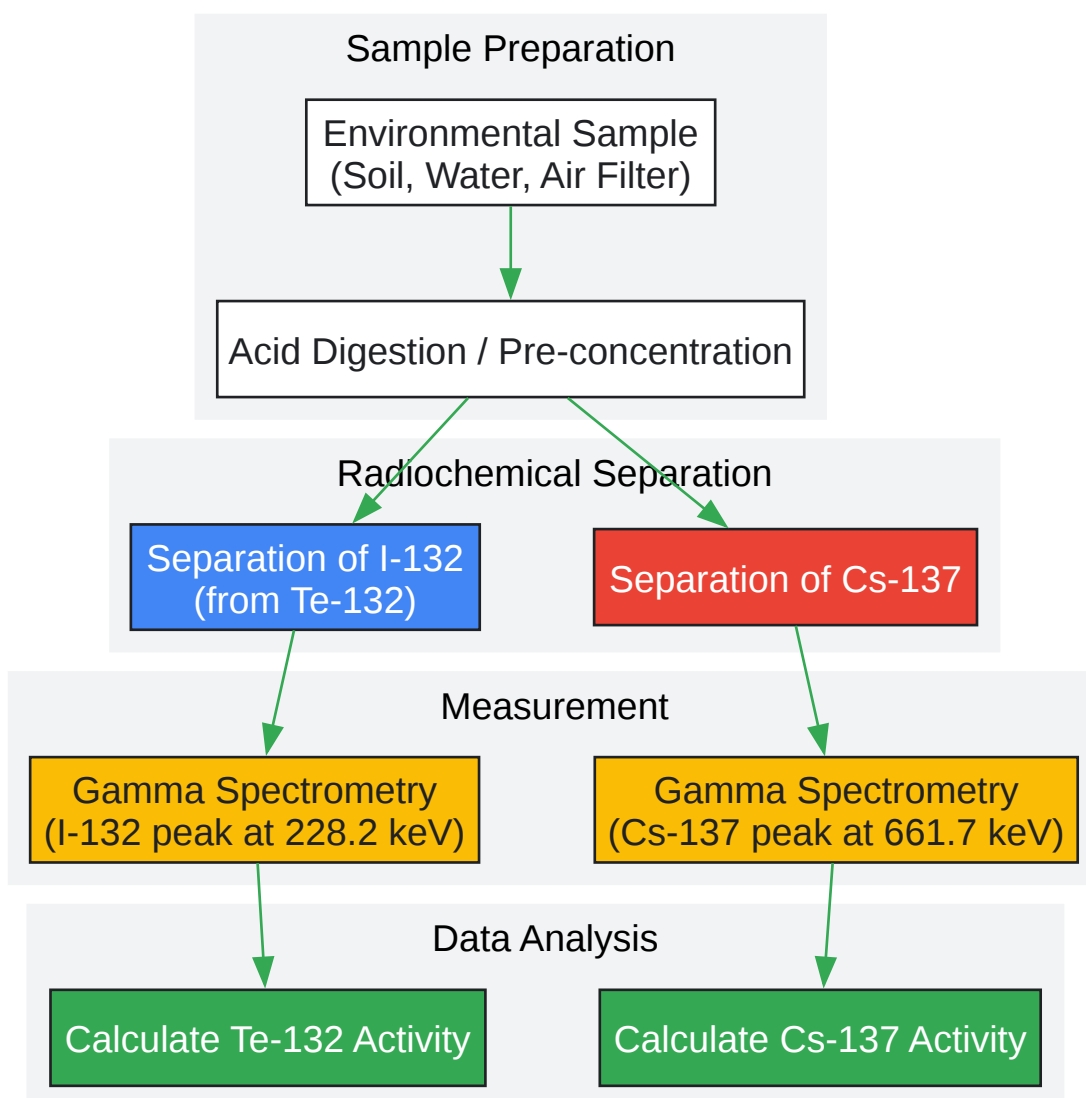 Sample Preparation
Environmental Sample
(Soil, Water, Air Filter)
Acid Digestion / Pre-concentration
Radiochemical Separation
Separation of I-132
(from Te-132)
Separation of Cs-137
Measurement
Gamma Spectrometry
(I-132 peak at 228.2 keV)
Gamma Spectrometry
(Cs-137 peak at 661.7 keV)
Data Analysis
Calculate Te-132 Activity
Calculate Cs-137 Activity